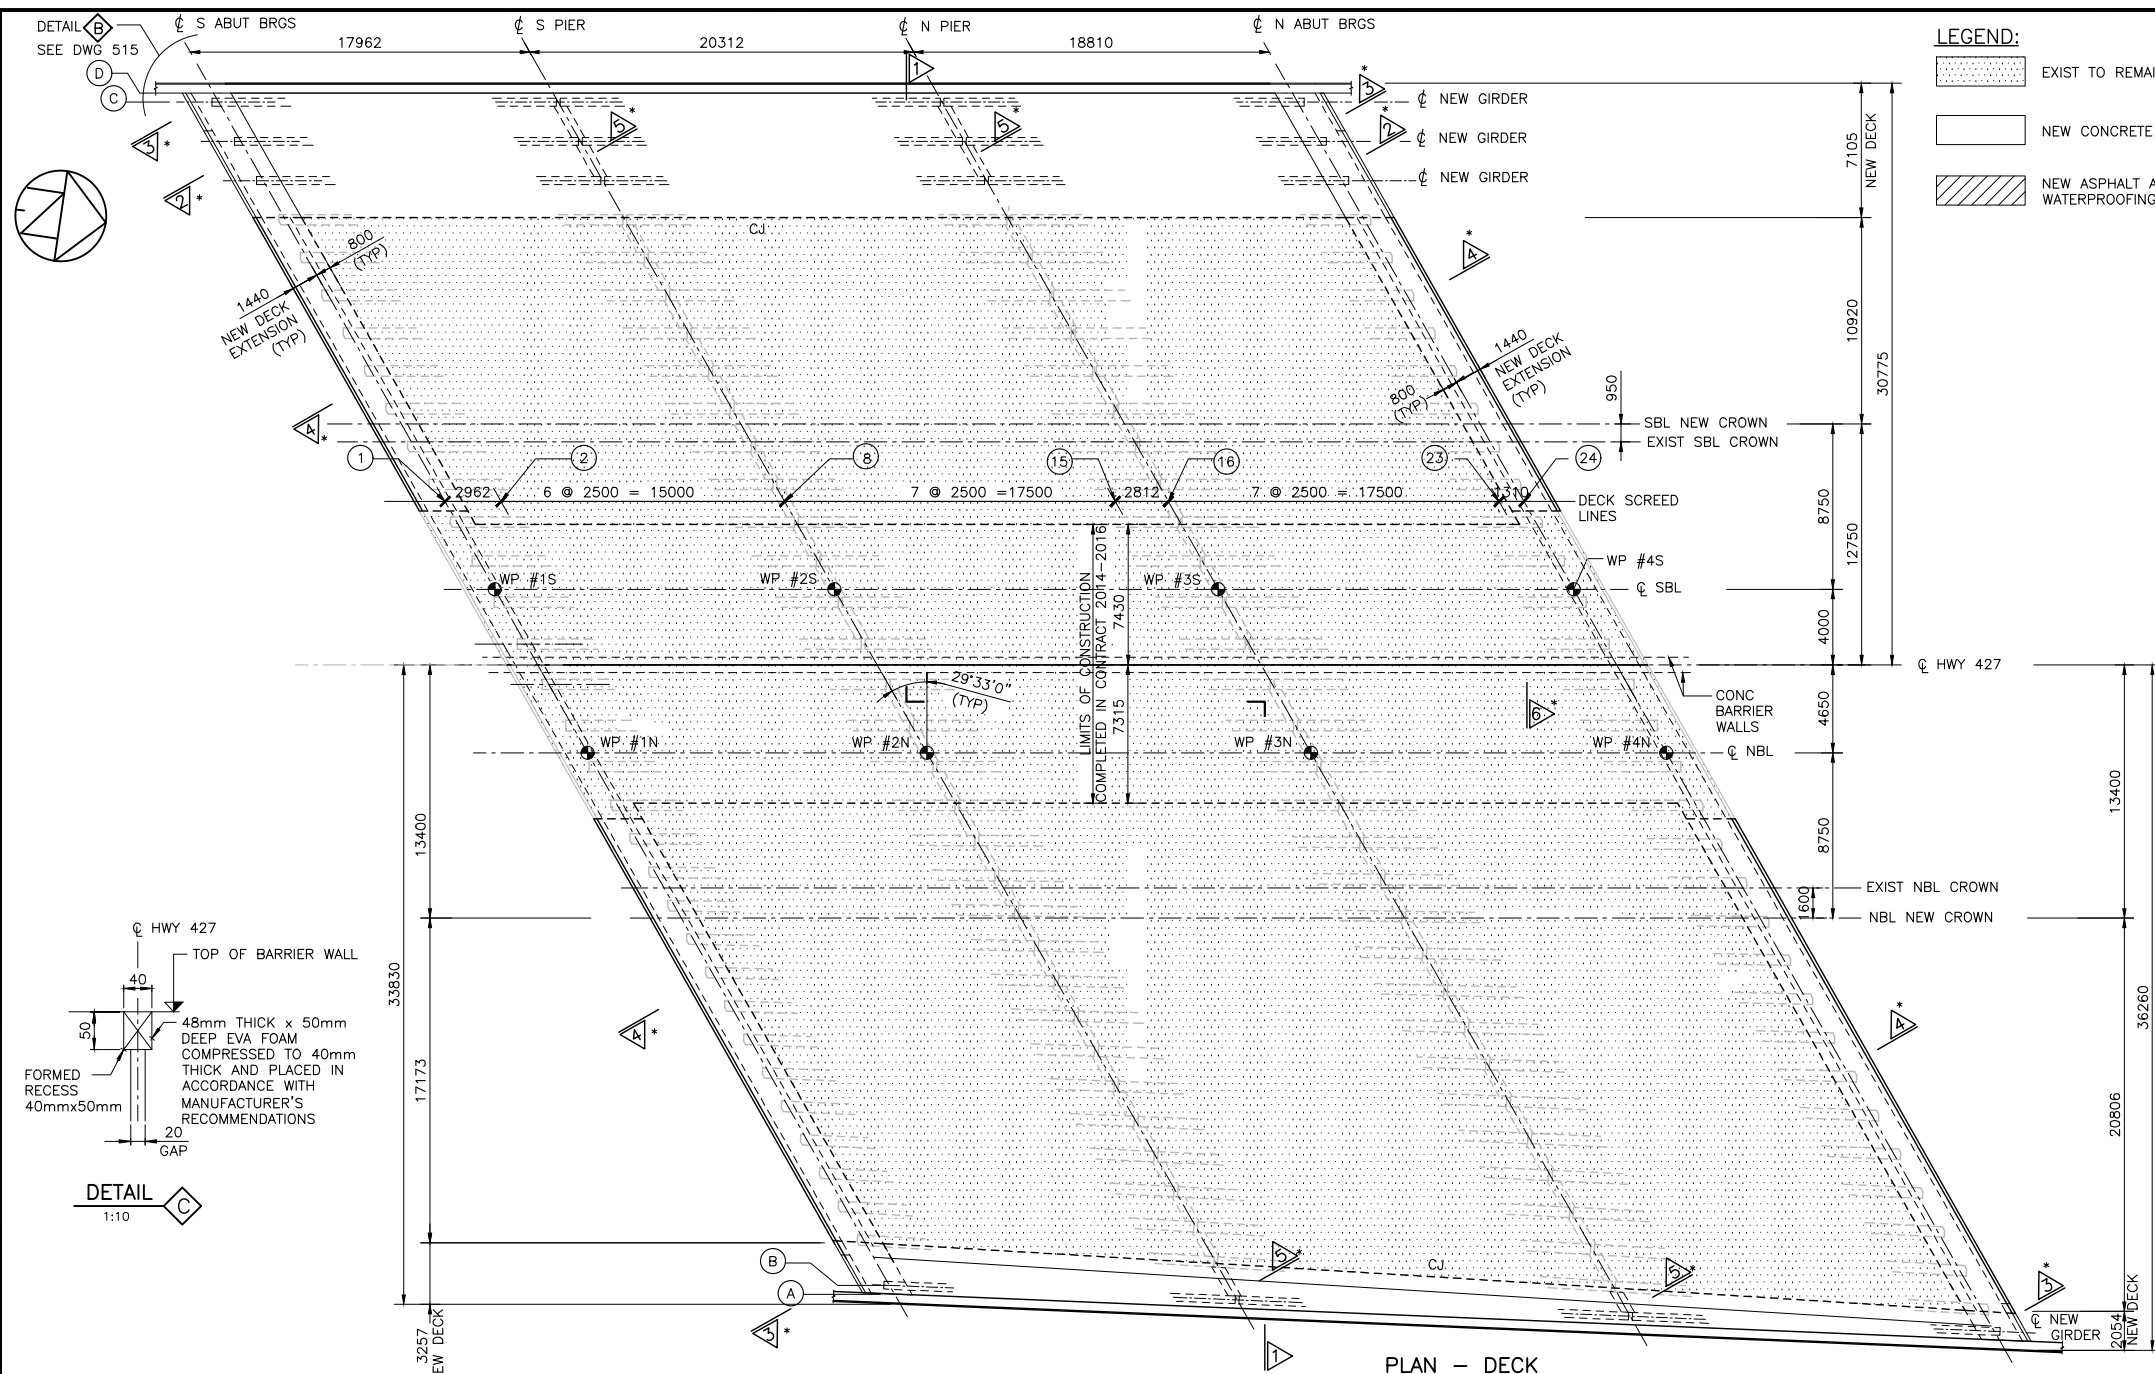 DETAIL B
SEE DWG 515
℄ S ABUT BRGS
℄ S PIER
℄ N PIER
℄ N ABUT BRGS
17962
20312
18810
D
C
1
3*
2*
5*
5*
3*
2*
℄ NEW GIRDER
℄ NEW GIRDER
℄ NEW GIRDER
LEGEND:
EXIST TO REMAI
NEW CONCRETE
NEW ASPHALT A
WATERPROOFING
7105
NEW DECK
10920
30775
CJ
800
(TYP)
1440
NEW DECK
EXTENSION
(TYP)
4*
4*
1440
NEW DECK
EXTENSION
(TYP)
800
(TYP)
950
SBL NEW CROWN
EXIST SBL CROWN
1
2
8
15
16
23
24
2962
6 @ 2500 = 15000
7 @ 2500 =17500
2812
7 @ 2500 = 17500
1310
DECK SCREED
LINES
8750
12750
4000
WP #1S
WP #2S
WP #3S
WP #4S
℄ SBL
LIMITS OF CONSTRUCTION
COMPLETED IN CONTRACT 2014-2016
7430
7315
℄ HWY 427
29°33'0"
(TYP)
6*
CONC
BARRIER
WALLS
4650
WP #1N
WP #2N
WP #3N
WP #4N
℄ NBL
13400
8750
13400
EXIST NBL CROWN
1600
NBL NEW CROWN
33830
17173
36260
20806
4*
4*
℄ HWY 427
TOP OF BARRIER WALL
40
50
48mm THICK x 50mm
DEEP EVA FOAM
COMPRESSED TO 40mm
THICK AND PLACED IN
ACCORDANCE WITH
MANUFACTURER'S
RECOMMENDATIONS
FORMED
RECESS
40mmx50mm
20
GAP
DETAIL C
1:10
B
A
5*
CJ
5*
3*
3*
1
℄ NEW
GIRDER
3257
EW DECK
2054
NEW DECK
PLAN - DECK